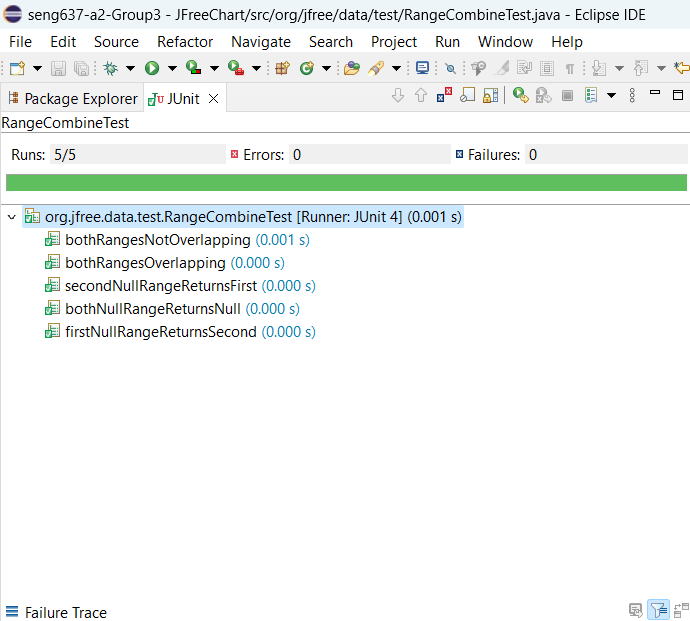 seng637-a2-Group3 - JFreeChart/src/org/jfree/data/test/RangeCombineTest.java - Eclipse IDE
File Edit Source Refactor Navigate Search Project Run Window Help
Package Explorer JUnit
RangeCombineTest
Runs: 5/5 Errors: 0 Failures: 0
org.jfree.data.test.RangeCombineTest [Runner: JUnit 4] (0.001 s)
bothRangesNotOverlapping (0.001 s)
bothRangesOverlapping (0.000 s)
secondNullRangeReturnsFirst (0.000 s)
bothNullRangeReturnsNull (0.000 s)
firstNullRangeReturnsSecond (0.000 s)
Failure Trace